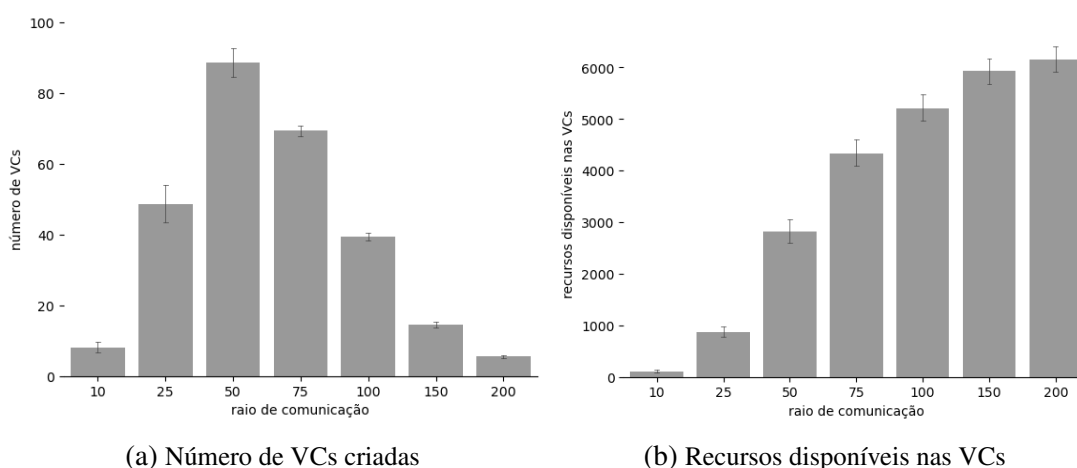 100
80
60
40
20
0
número de VCs
10 25 50 75 100 150 200
raio de comunicação
(a) Número de VCs criadas
6000
5000
4000
3000
2000
1000
0
recursos disponíveis nas VCs
10 25 50 75 100 150 200
raio de comunicação
(b) Recursos disponíveis nas VCs